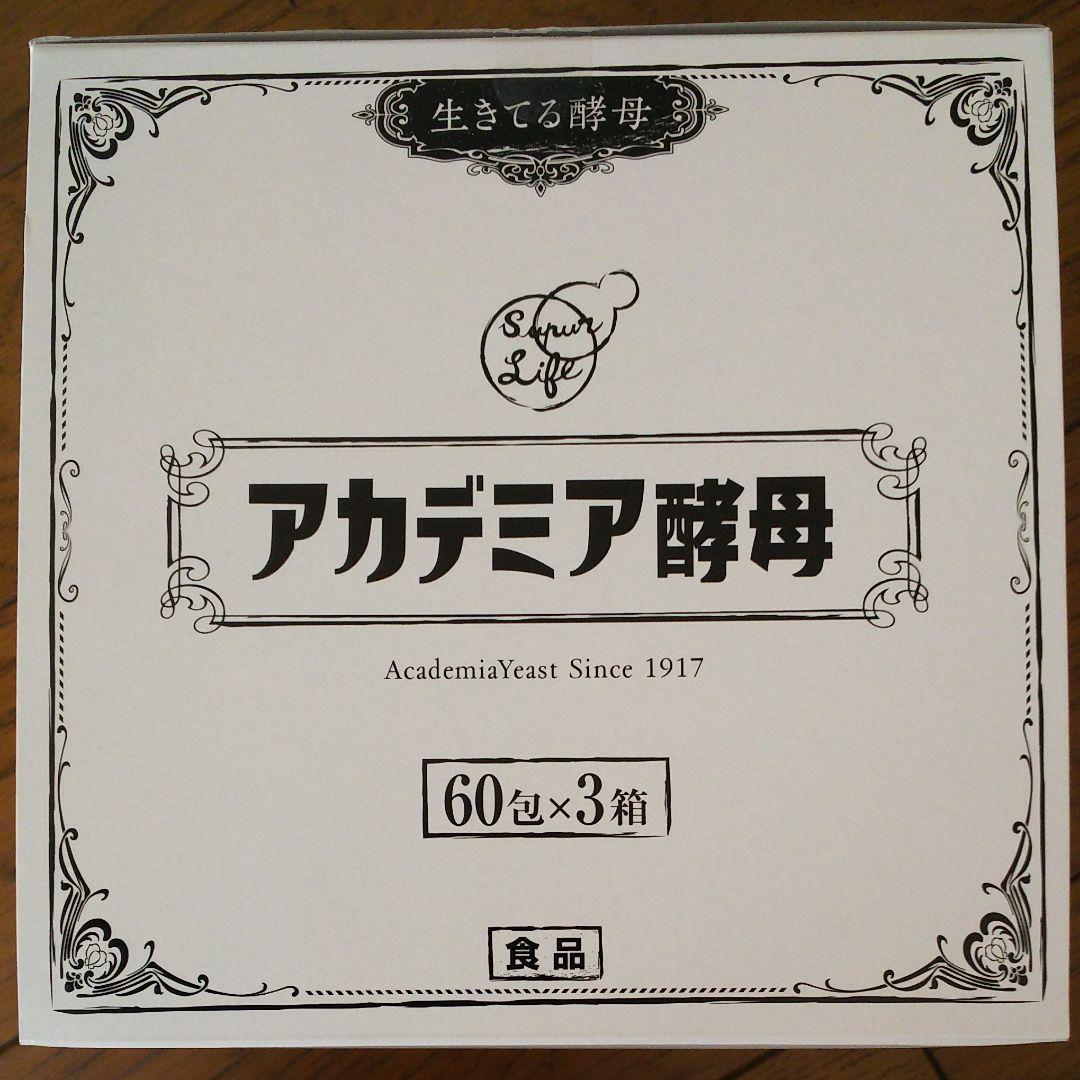 生きてる酵母
Supur
Life
アカデミア酵母
AcademiaYeast Since 1917
60包×3箱
食品